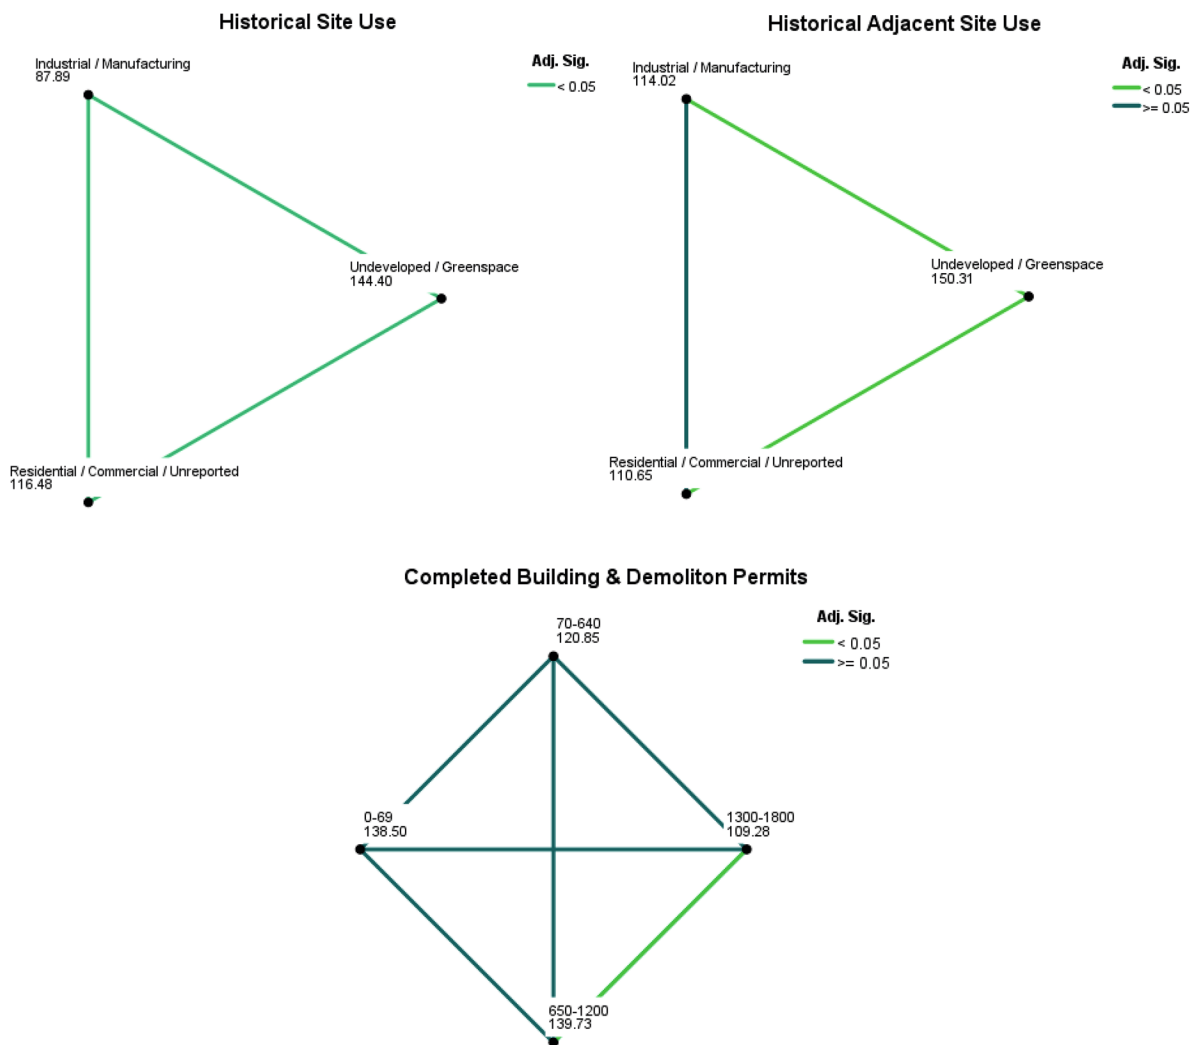 Historical Site Use
Industrial / Manufacturing
87.89
Adj. Sig.
< 0.05
Undeveloped / Greenspace
144.40
Residential / Commercial / Unreported
116.48
Historical Adjacent Site Use
Industrial / Manufacturing
114.02
Adj. Sig.
< 0.05
>= 0.05
Undeveloped / Greenspace
150.31
Residential / Commercial / Unreported
110.65
Completed Building & Demoliton Permits
Adj. Sig.
< 0.05
>= 0.05
70-640
120.85
0-69
138.50
1300-1800
109.28
650-1200
139.73